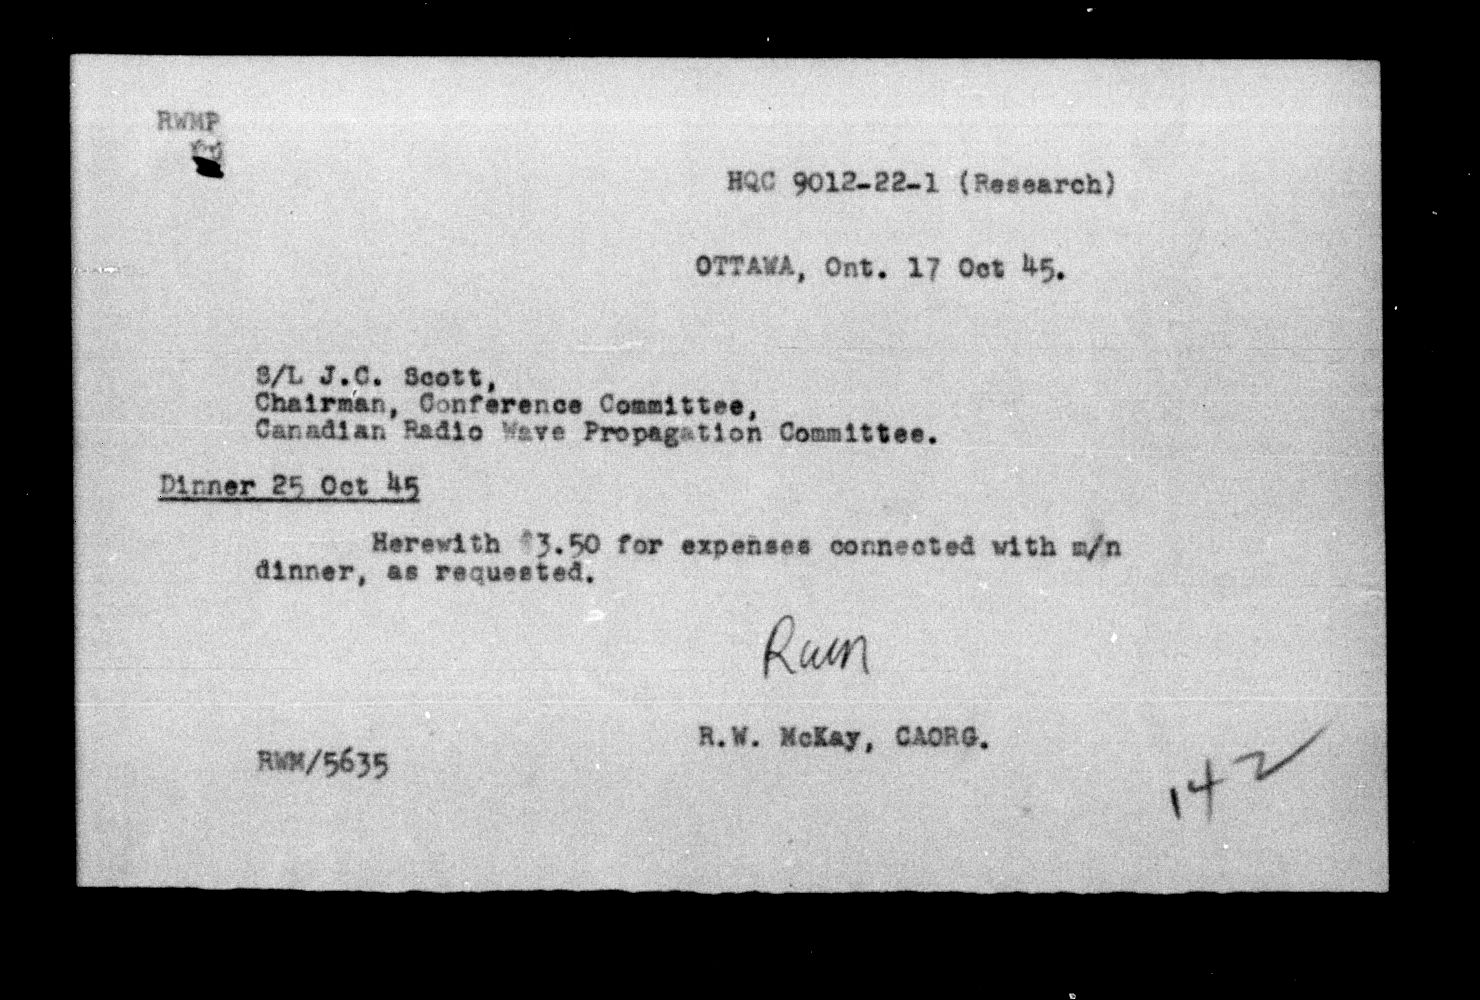 RWMP
HQC 9012-22-1 (Research)
OTTAWA, Ont. 17 Oct 45.
S/L J.C. Scott,
Chairman, Conference Committee,
Canadian Radio Wave Propagation Committee.
Dinner 25 Oct 45
Herewith $3.50 for expenses connected with m/n
dinner, as requested.
RWM
R.W. McKay, CAORG.
RWM/5635
142